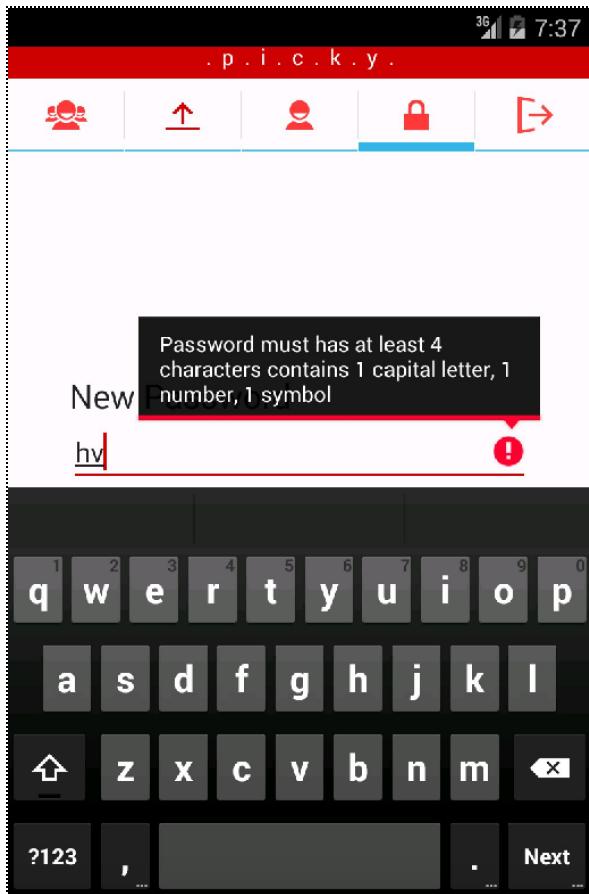 3G 7:37
. p . i . c . k . y .
Password must has at least 4
characters contains 1 capital letter, 1
number, 1 symbol
New Password
hv
1 2 3 4 5 6 7 8 9 0
q w e r t y u i o p
a s d f g h j k l
z x c v b n m
?123 , . Next